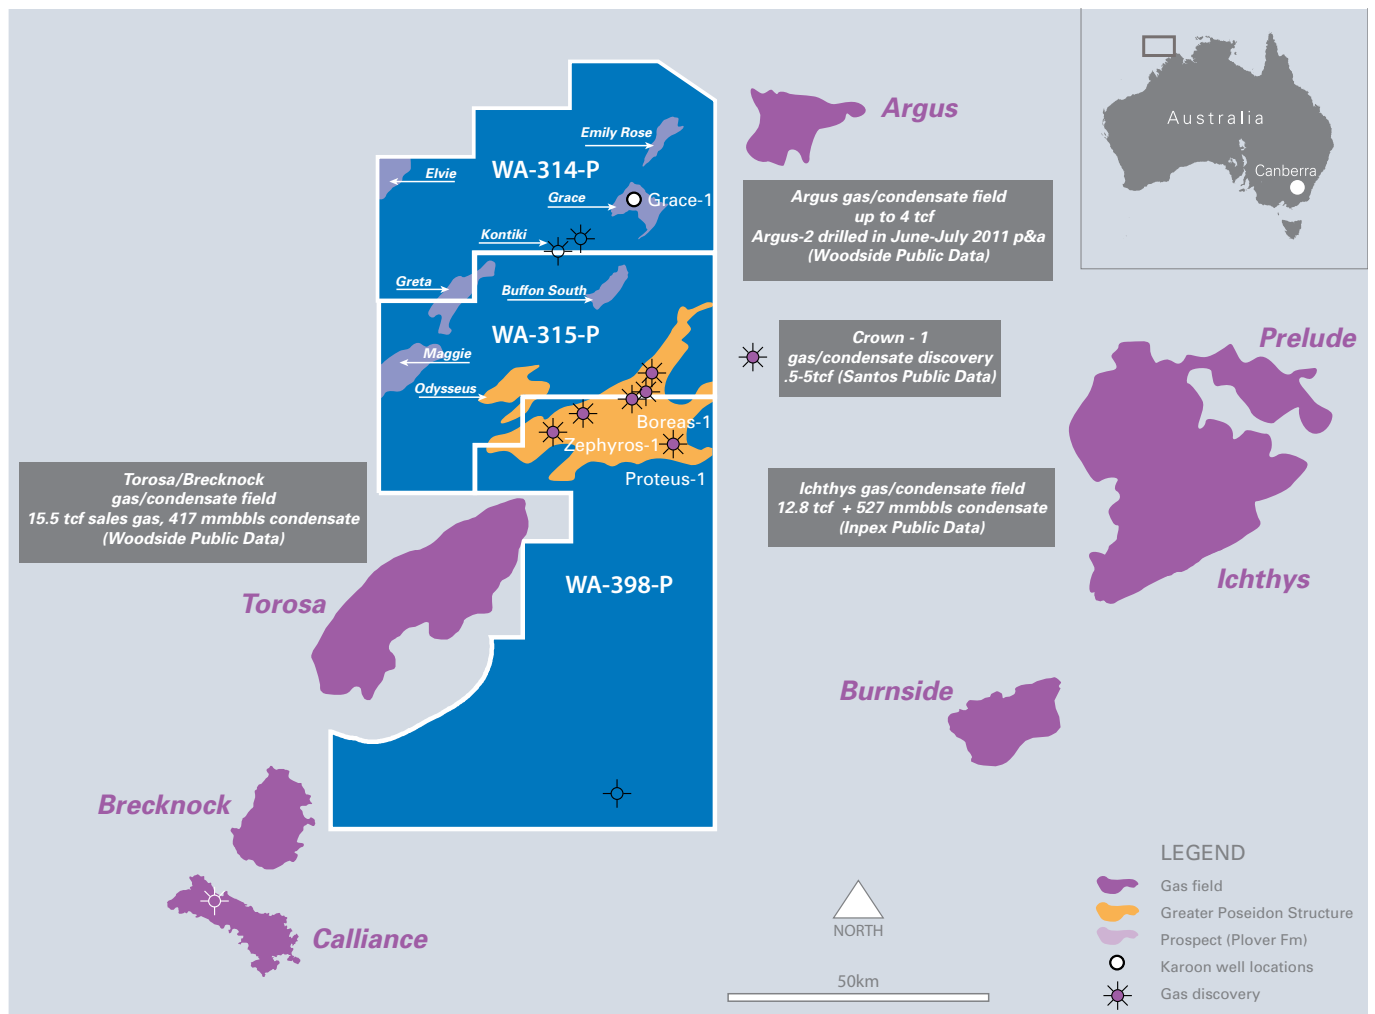 Australia
Canberra
Argus
Emily Rose
Elvie
WA-314-P
Grace
Grace-1
Kontiki
Argus gas/condensate field
up to 4 tcf
Argus-2 drilled in June-July 2011 p&a
(Woodside Public Data)
Greta
Buffon South
WA-315-P
Maggie
Odysseus
Crown - 1
gas/condensate discovery
.5-5tcf (Santos Public Data)
Prelude
Boreas-1
Zephyros-1
Proteus-1
Torosa/Brecknock
gas/condensate field
15.5 tcf sales gas, 417 mmbbls condensate
(Woodside Public Data)
Ichthys gas/condensate field
12.8 tcf + 527 mmbbls condensate
(Inpex Public Data)
WA-398-P
Ichthys
Torosa
Burnside
Brecknock
Calliance
NORTH
50km
LEGEND
Gas field
Greater Poseidon Structure
Prospect (Plover Fm)
Karoon well locations
Gas discovery